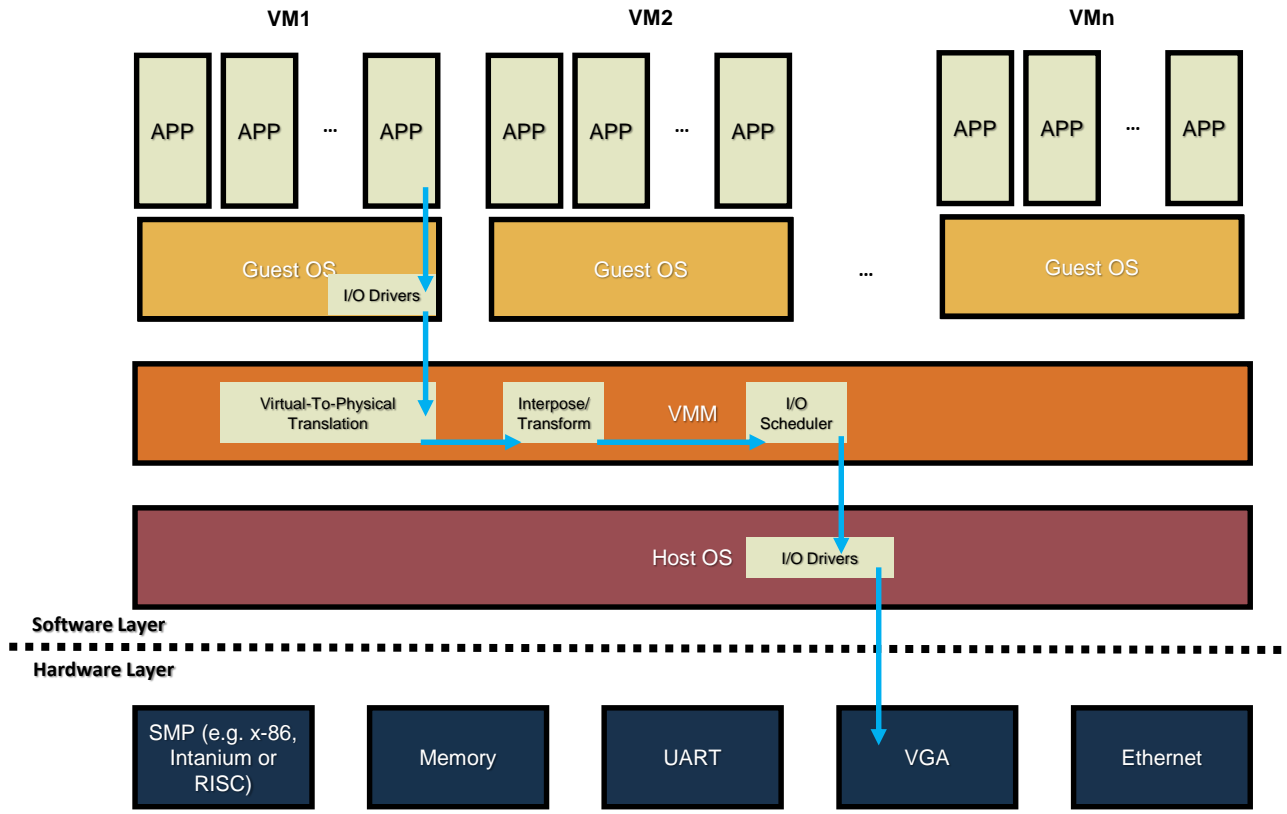 VM1
VM2
VMn
APP
APP
...
APP
APP
APP
...
APP
APP
APP
...
APP
Guest OS
I/O Drivers
Guest OS
...
Guest OS
Virtual-To-Physical
Translation
Interpose/
Transform
VMM
I/O
Scheduler
Host OS
I/O Drivers
Software Layer
Hardware Layer
SMP (e.g. x-86,
Intanium or
RISC)
Memory
UART
VGA
Ethernet